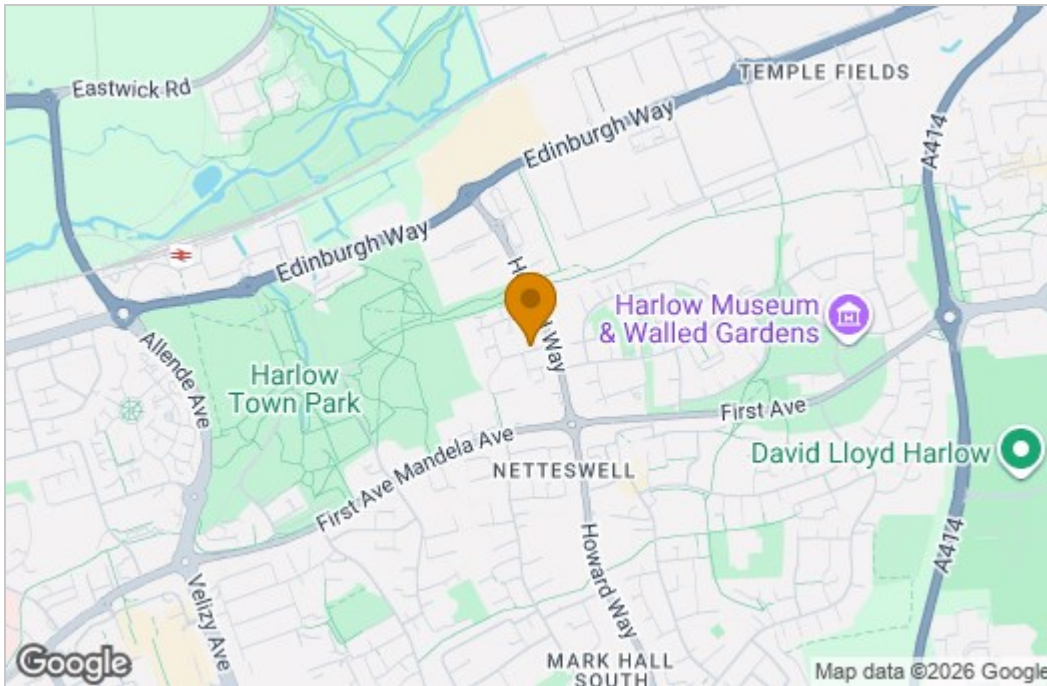 TEMPLE FIELDS
Eastwick Rd
Edinburgh Way
A414
Edinburgh Way
Harlow Museum
& Walled Gardens
Allende Ave
Harlow
Town Park
Way
First Ave
First Ave Mandela Ave
NETTESWELL
David Lloyd Harlow
A414
Howard Way
Velizy Ave
MARK HALL
SOUTH
Google
Map data ©2026 Google